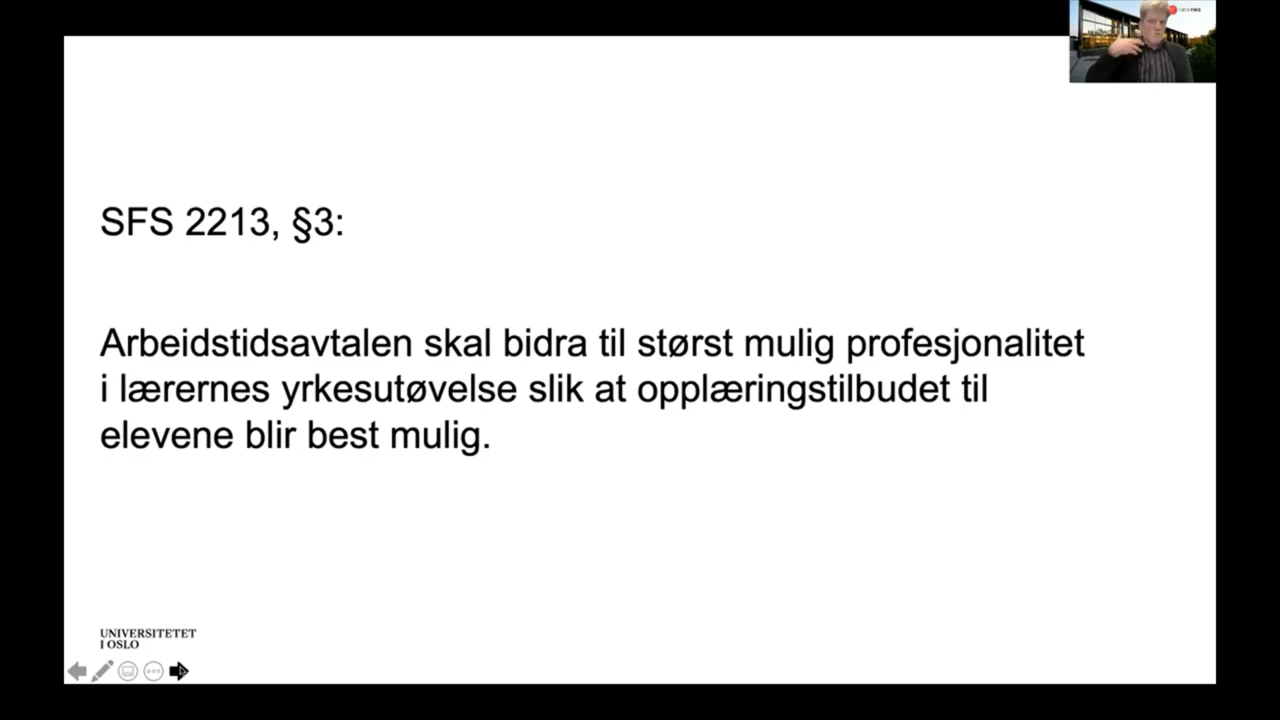 SFS 2213, §3:
Arbeidstidsavtalen skal bidra til størst mulig profesjonalitet
i lærernes yrkesutøvelse slik at opplæringstilbudet til
elevene blir best mulig.
UNIVERSITETET
I OSLO